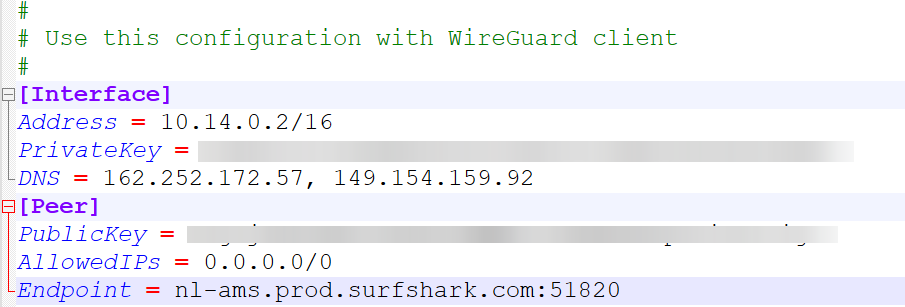 #
# Use this configuration with WireGuard client
#
[Interface]
Address = 10.14.0.2/16
PrivateKey =
DNS = 162.252.172.57, 149.154.159.92
[Peer]
PublicKey =
AllowedIPs = 0.0.0.0/0
Endpoint = nl-ams.prod.surfshark.com:51820